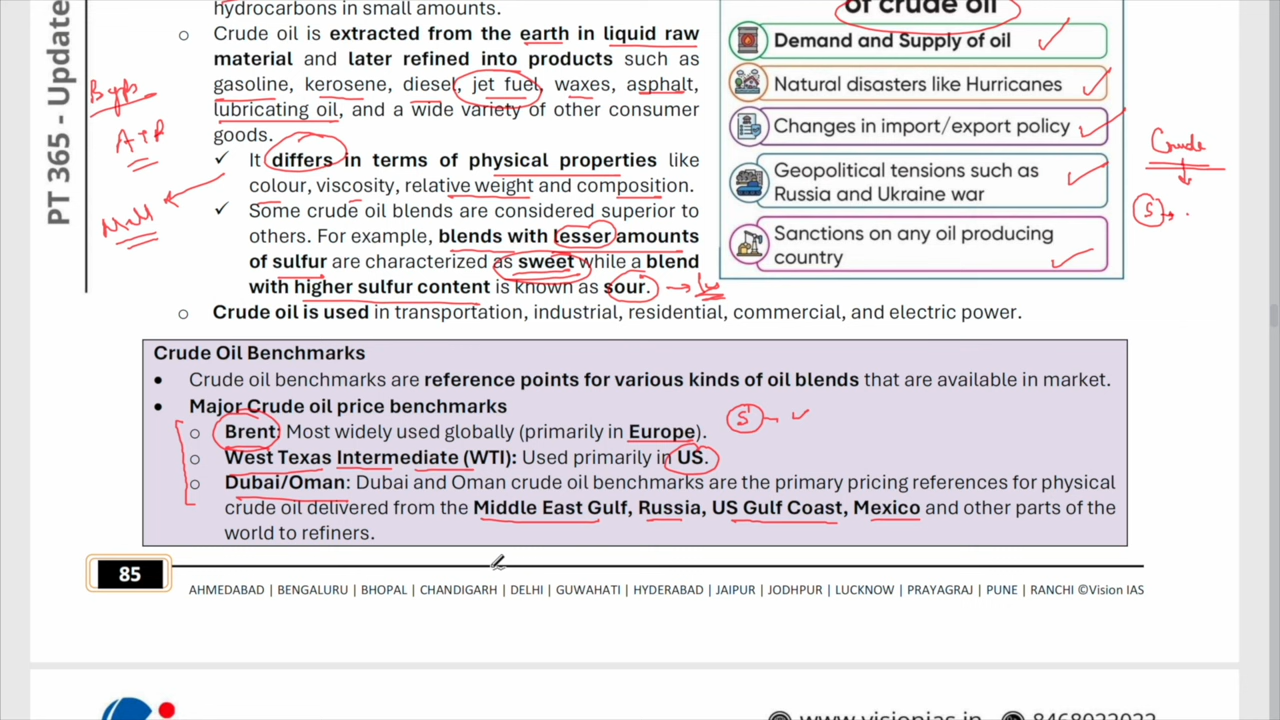 hydrocarbons in small amounts.
○ Crude oil is extracted from the earth in liquid raw
material and later refined into products such as
gasoline, kerosene, diesel, jet fuel, waxes, asphalt,
lubricating oil, and a wide variety of other consumer
goods.
✓ It differs in terms of physical properties like
colour, viscosity, relative weight and composition.
✓ Some crude oil blends are considered superior to
others. For example, blends with lesser amounts
of sulfur are characterized as sweet while a blend
with higher sulfur content is known as sour.
○ Crude oil is used in transportation, industrial, residential, commercial, and electric power.
PT 365 - Update
of crude oil
Demand and Supply of oil
Natural disasters like Hurricanes
Changes in import/export policy
Geopolitical tensions such as
Russia and Ukraine war
Sanctions on any oil producing
country
Crude
S
ATR
Crude Oil Benchmarks
• Crude oil benchmarks are reference points for various kinds of oil blends that are available in market.
• Major Crude oil price benchmarks
S
○ Brent: Most widely used globally (primarily in Europe).
○ West Texas Intermediate (WTI): Used primarily in US.
○ Dubai/Oman: Dubai and Oman crude oil benchmarks are the primary pricing references for physical
crude oil delivered from the Middle East Gulf, Russia, US Gulf Coast, Mexico and other parts of the
world to refiners.
85
AHMEDABAD | BENGALURU | BHOPAL | CHANDIGARH | DELHI | GUWAHATI | HYDERABAD | JAIPUR | JODHPUR | LUCKNOW | PRAYAGRAJ | PUNE | RANCHI ©Vision IAS
www.visionias.in
8468022022